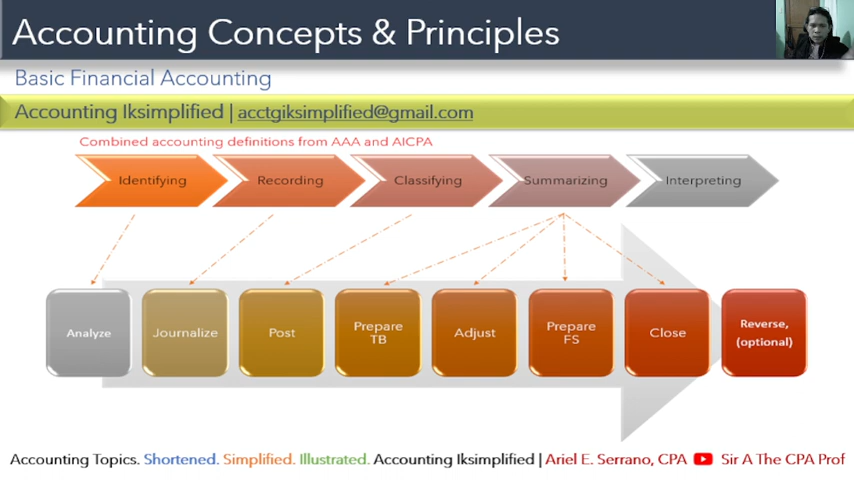 Accounting Concepts & Principles
Basic Financial Accounting
Accounting Iksimplified | acctgiksimplified@gmail.com
Combined accounting definitions from AAA and AICPA
Identifying
Recording
Classifying
Summarizing
Interpreting
Analyze
Journalize
Post
Prepare
TB
Adjust
Prepare
FS
Close
Reverse,
(optional)
Accounting Topics. Shortened. Simplified. Illustrated. Accounting Iksimplified | Ariel E. Serrano, CPA Sir A The CPA Prof